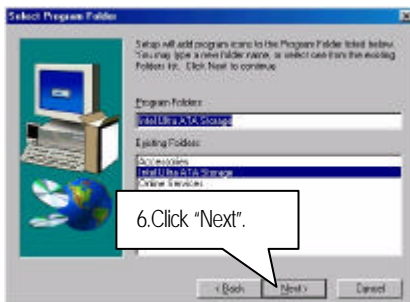 Select Program Folder
Setup will add program icons to the Program Folder listed below.
You may type a new folder name, or select one from the existing
Folders list. Click Next to continue.
Program Folders:
Intel Ultra ATA Storage
Existing Folders:
Accessories
Intel Ultra ATA Storage
Online Services
6.Click “Next”.
< Back
Next >
Cancel